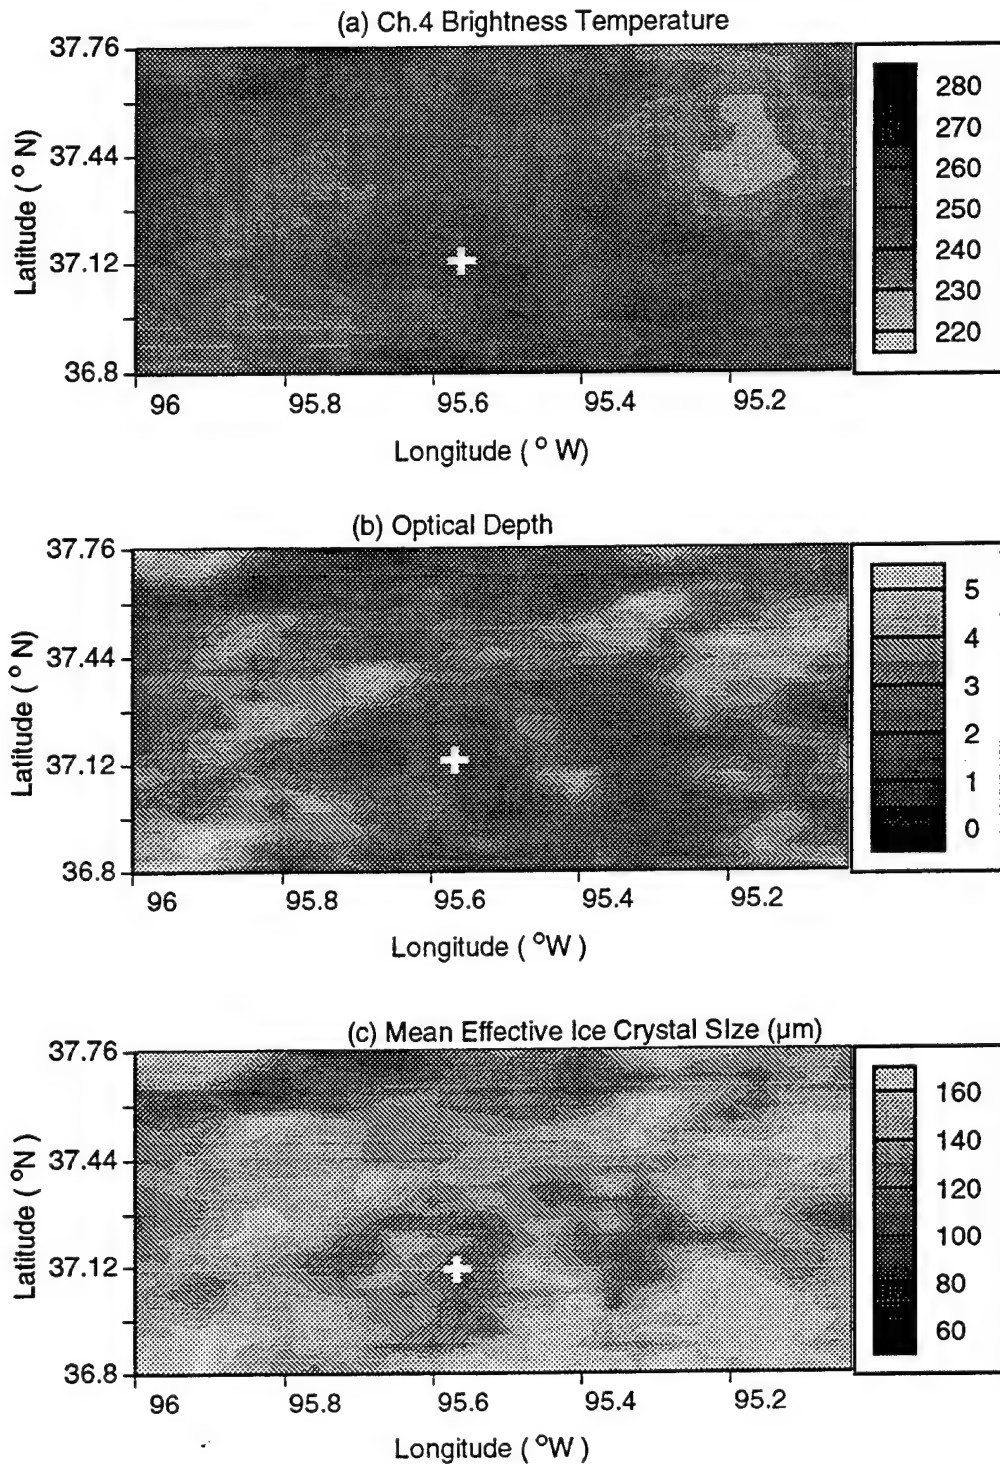 (a) Ch.4 Brightness Temperature
37.76
37.44
37.12
36.8
Latitude ( ° N)
96 95.8 95.6 95.4 95.2
Longitude ( ° W)
280
270
260
250
240
230
220
(b) Optical Depth
37.76
37.44
37.12
36.8
Latitude ( ° N)
96 95.8 95.6 95.4 95.2
Longitude ( °W )
5
4
3
2
1
0
(c) Mean Effective Ice Crystal SIze (µm)
37.76
37.44
37.12
36.8
Latitude ( °N )
96 95.8 95.6 95.4 95.2
Longitude ( °W )
160
140
120
100
80
60